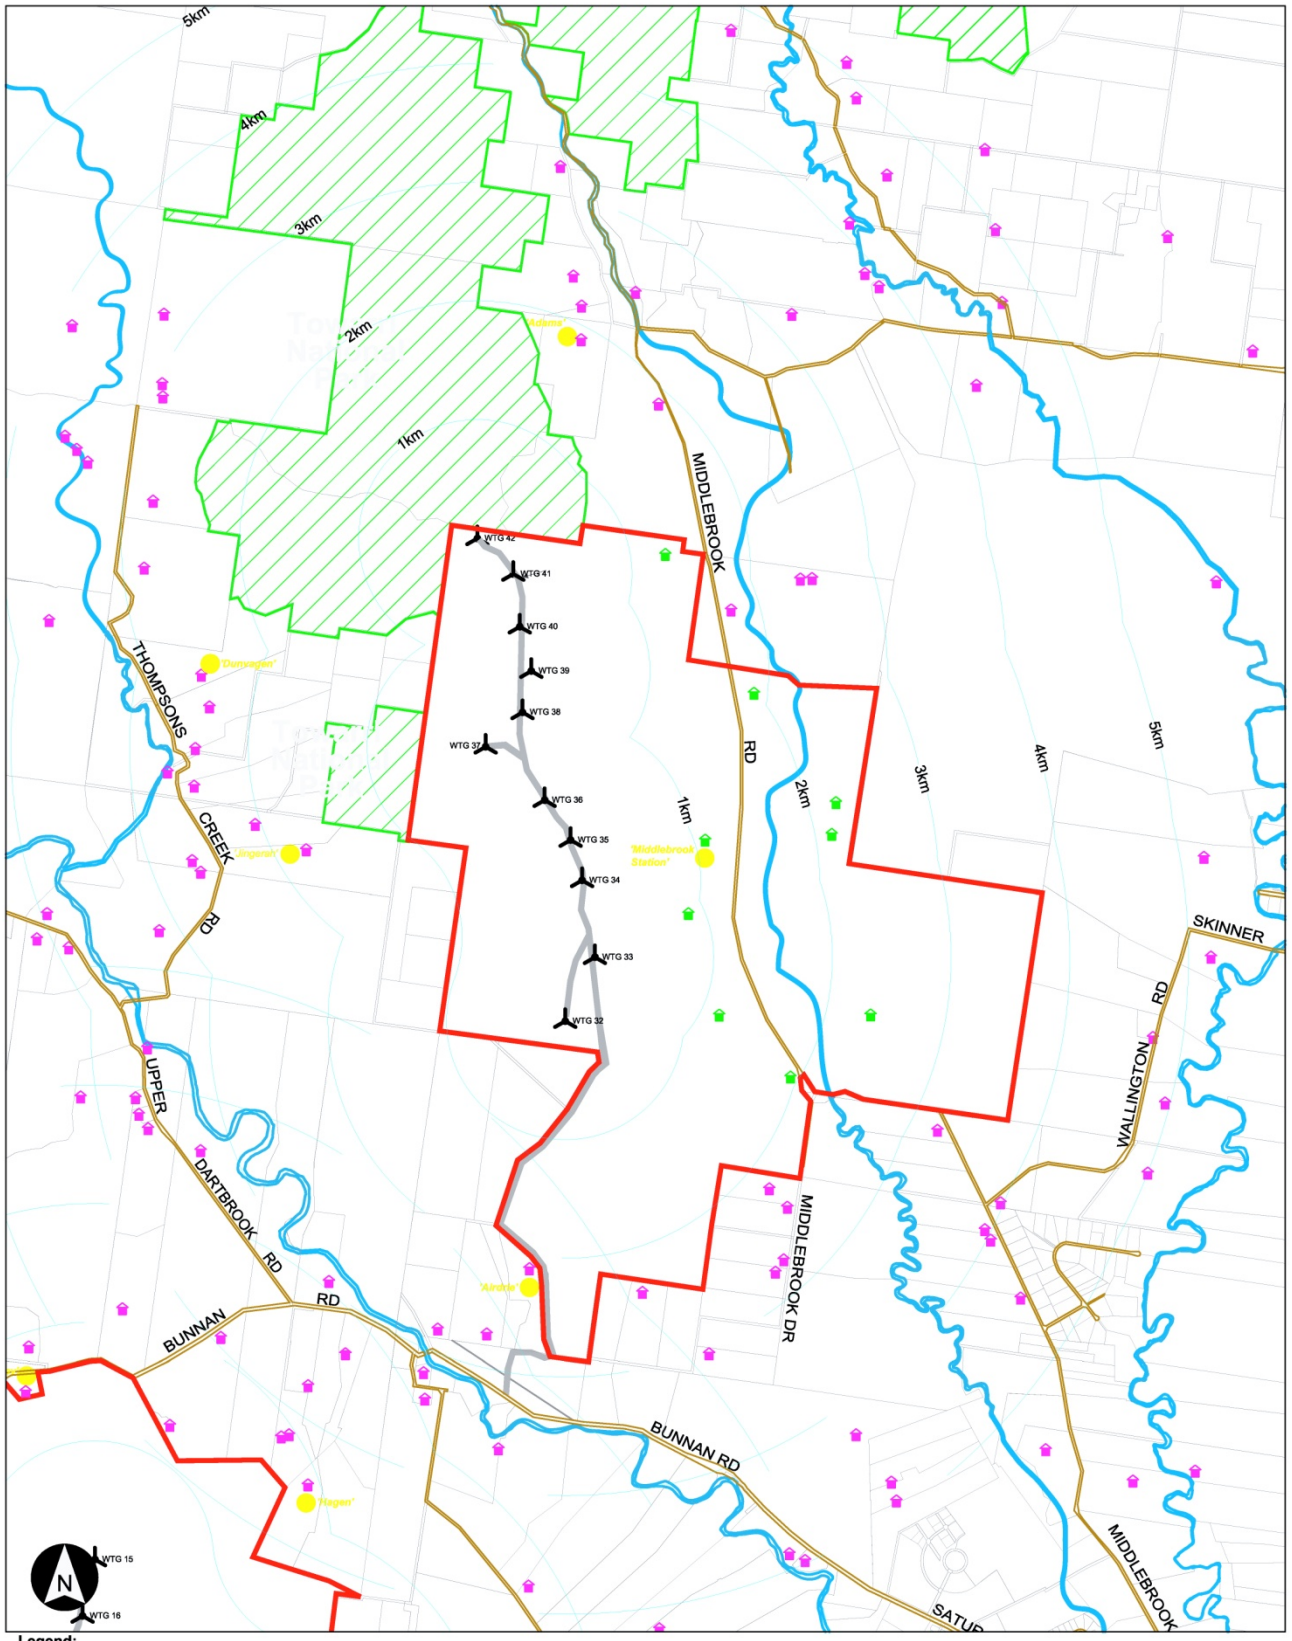 5km
4km
3km
2km
1km
'Adams'
MIDDLEBROOK
WTG 42
WTG 41
WTG 40
WTG 39
WTG 38
WTG 37
WTG 36
WTG 35
WTG 34
WTG 33
WTG 32
THOMPSONS
CREEK
RD
'Dunvegan'
'Jingerah'
'Middlebrook
Station'
RD
1km
2km
3km
4km
5km
SKINNER
RD
WALLINGTON
UPPER
DARTBROOK
RD
BUNNAN
RD
'Airdrie'
MIDDLEBROOK DR
BUNNAN RD
'Hagen'
WTG 15
N
WTG 16
SATUR
MIDDLEBROOK
Legend: